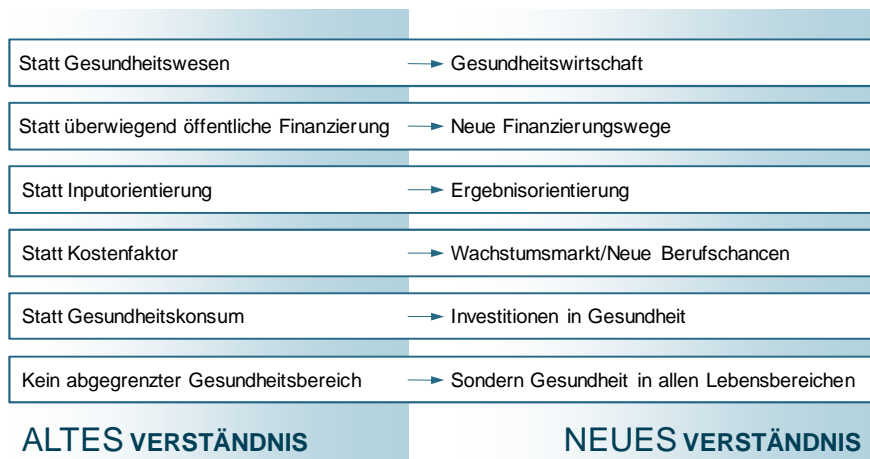 Statt Gesundheitswesen → Gesundheitswirtschaft
Statt überwiegend öffentliche Finanzierung → Neue Finanzierungswege
Statt Inputorientierung → Ergebnisorientierung
Statt Kostenfaktor → Wachstumsmarkt/Neue Berufschancen
Statt Gesundheitskonsum → Investitionen in Gesundheit
Kein abgegrenzter Gesundheitsbereich → Sondern Gesundheit in allen Lebensbereichen
ALTES VERSTÄNDNIS NEUES VERSTÄNDNIS